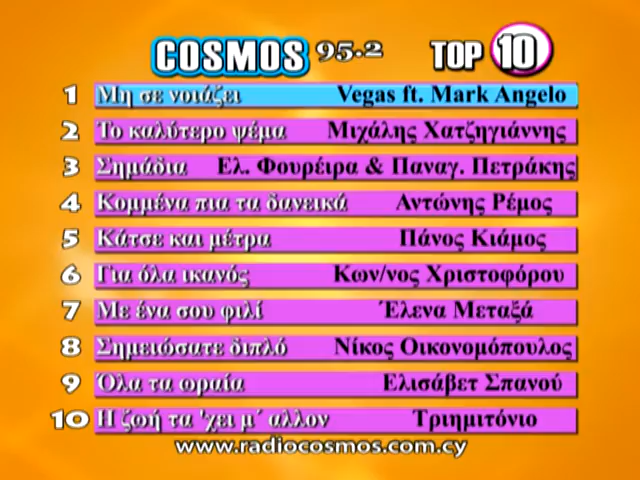 COSMOS 95.2 TOP 10
1 Μη σε νοιάζει Vegas ft. Mark Angelo
2 Το καλύτερο ψέμα Μιχάλης Χατζηγιάννης
3 Σημάδια Ελ. Φουρέιρα & Παναγ. Πετράκης
4 Κομμένα πια τα δανεικά Αντώνης Ρέμος
5 Κάτσε και μέτρα Πάνος Κιάμος
6 Για όλα ικανός Κων/νος Χριστοφόρου
7 Με ένα σου φιλί Έλενα Μεταξά
8 Σημειώσατε διπλό Νίκος Οικονομόπουλος
9 Όλα τα ωραία Ελισάβετ Σπανού
10 Η ζωή τα 'χει μ΄ αλλον Τριημιτόνιο
www.radiocosmos.com.cy